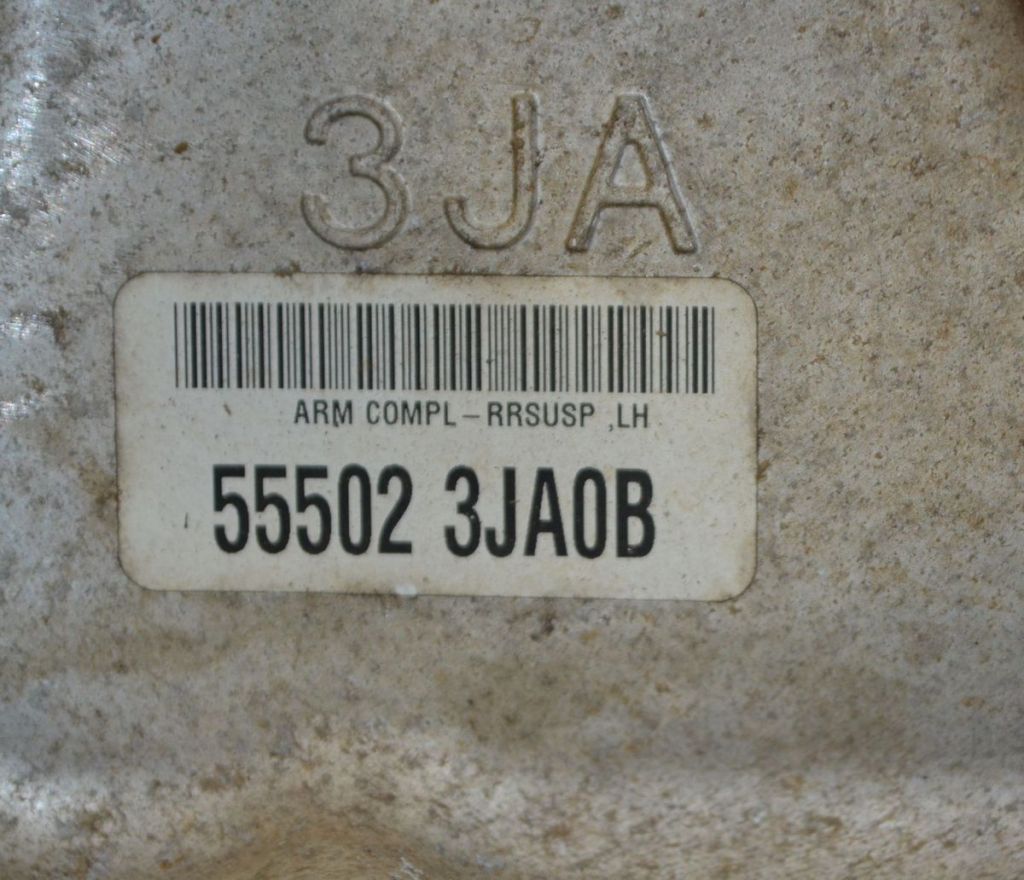 3JA
ARM COMPL-RRSUSP ,LH
55502 3JA0B